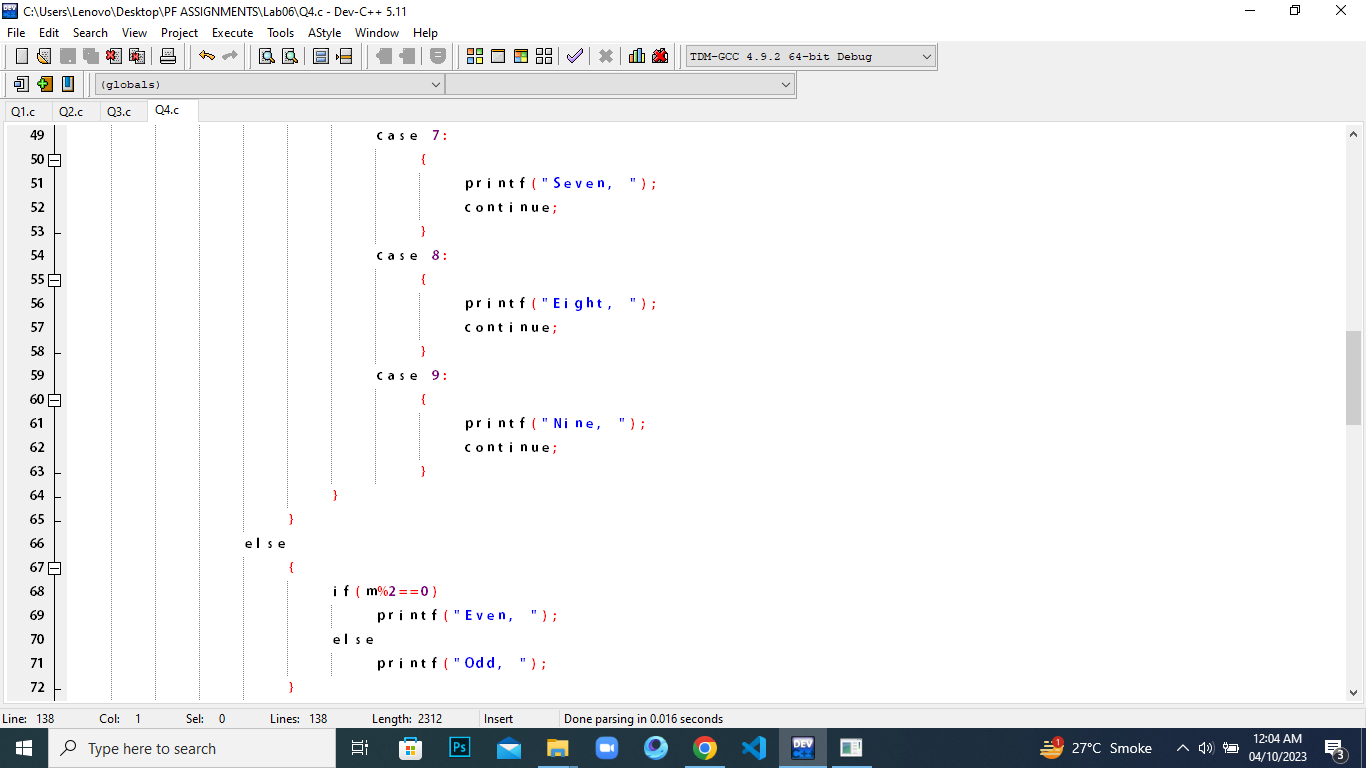 C:\Users\Lenovo\Desktop\PF ASSIGNMENTS\Lab06\Q4.c - Dev-C++ 5.11
File Edit Search View Project Execute Tools AStyle Window Help
TDM-GCC 4.9.2 64-bit Debug
(globals)
Q1.c Q2.c Q3.c Q4.c
49 case 7:
50 {
51 printf("Seven, ");
52 continue;
53 }
54 case 8:
55 {
56 printf("Eight, ");
57 continue;
58 }
59 case 9:
60 {
61 printf("Nine, ");
62 continue;
63 }
64 }
65 }
66 else
67 {
68 if(m%2==0)
69 printf("Even, ");
70 else
71 printf("Odd, ");
72 }
Line: 138 Col: 1 Sel: 0 Lines: 138 Length: 2312 Insert Done parsing in 0.016 seconds
Type here to search Ps DEV 1 27°C Smoke 12:04 AM
04/10/2023 3